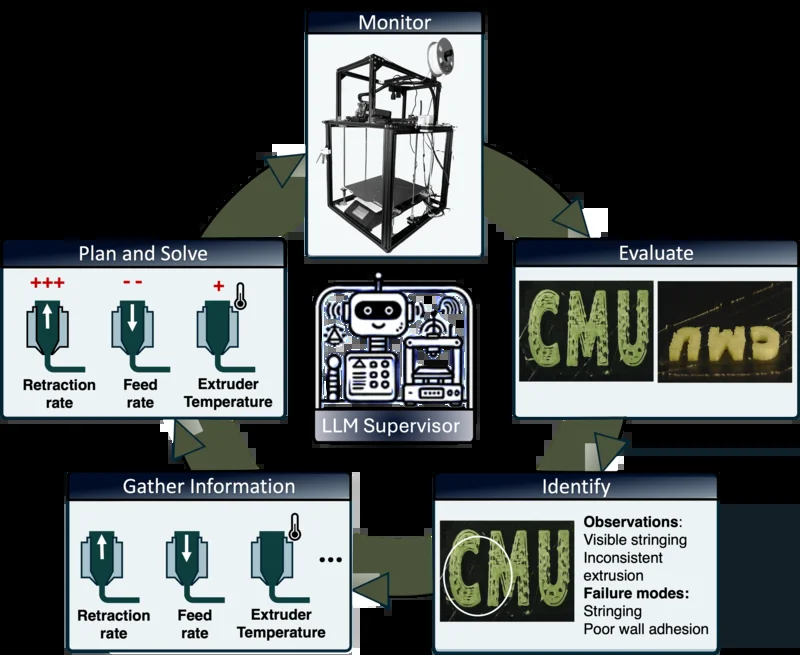 Monitor
Plan and Solve
+++
--
+
Retraction
rate
Feed
rate
Extruder
Temperature
Evaluate
CMU
CMU
LLM Supervisor
Gather Information
Retraction
rate
Feed
rate
Extruder
Temperature
...
Identify
CMU
Observations:
Visible stringing
Inconsistent
extrusion
Failure modes:
Stringing
Poor wall adhesion